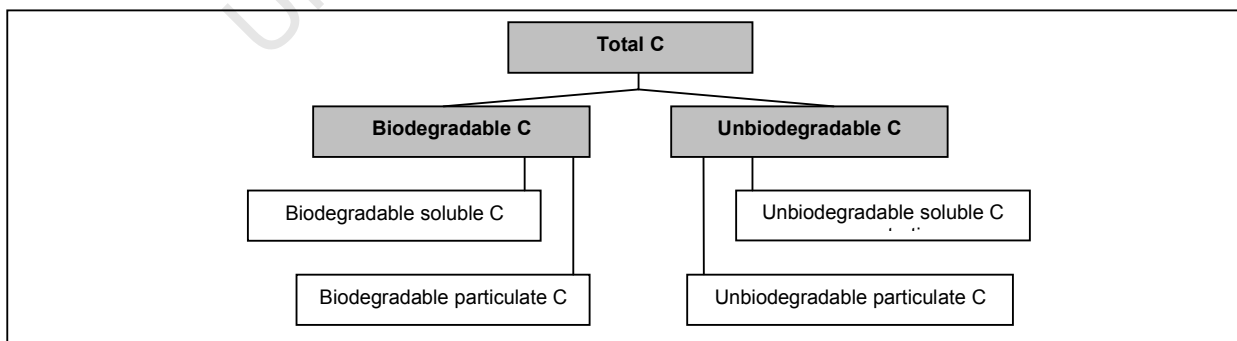 Total C
Biodegradable C
Unbiodegradable C
Biodegradable soluble C
Unbiodegradable soluble C
Biodegradable particulate C
Unbiodegradable particulate C